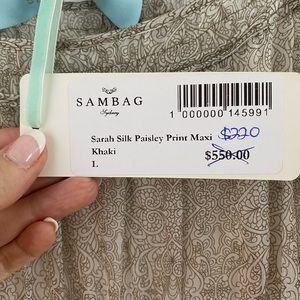 SAMBAG
Sydney
1 000000 145991
Sarah Silk Paisley Print Maxi
$220
Khaki
$550.00
L